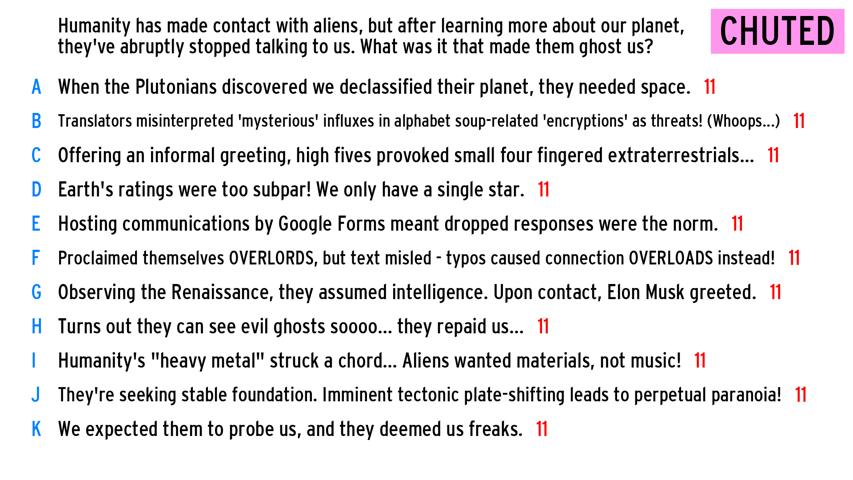 Humanity has made contact with aliens, but after learning more about our planet,
they've abruptly stopped talking to us. What was it that made them ghost us?
CHUTED
A When the Plutonians discovered we declassified their planet, they needed space. 11
B Translators misinterpreted 'mysterious' influxes in alphabet soup-related 'encryptions' as threats! (Whoops...) 11
C Offering an informal greeting, high fives provoked small four fingered extraterrestrials... 11
D Earth's ratings were too subpar! We only have a single star. 11
E Hosting communications by Google Forms meant dropped responses were the norm. 11
F Proclaimed themselves OVERLORDS, but text misled - typos caused connection OVERLOADS instead! 11
G Observing the Renaissance, they assumed intelligence. Upon contact, Elon Musk greeted. 11
H Turns out they can see evil ghosts soooo... they repaid us... 11
I Humanity's "heavy metal" struck a chord... Aliens wanted materials, not music! 11
J They're seeking stable foundation. Imminent tectonic plate-shifting leads to perpetual paranoia! 11
K We expected them to probe us, and they deemed us freaks. 11